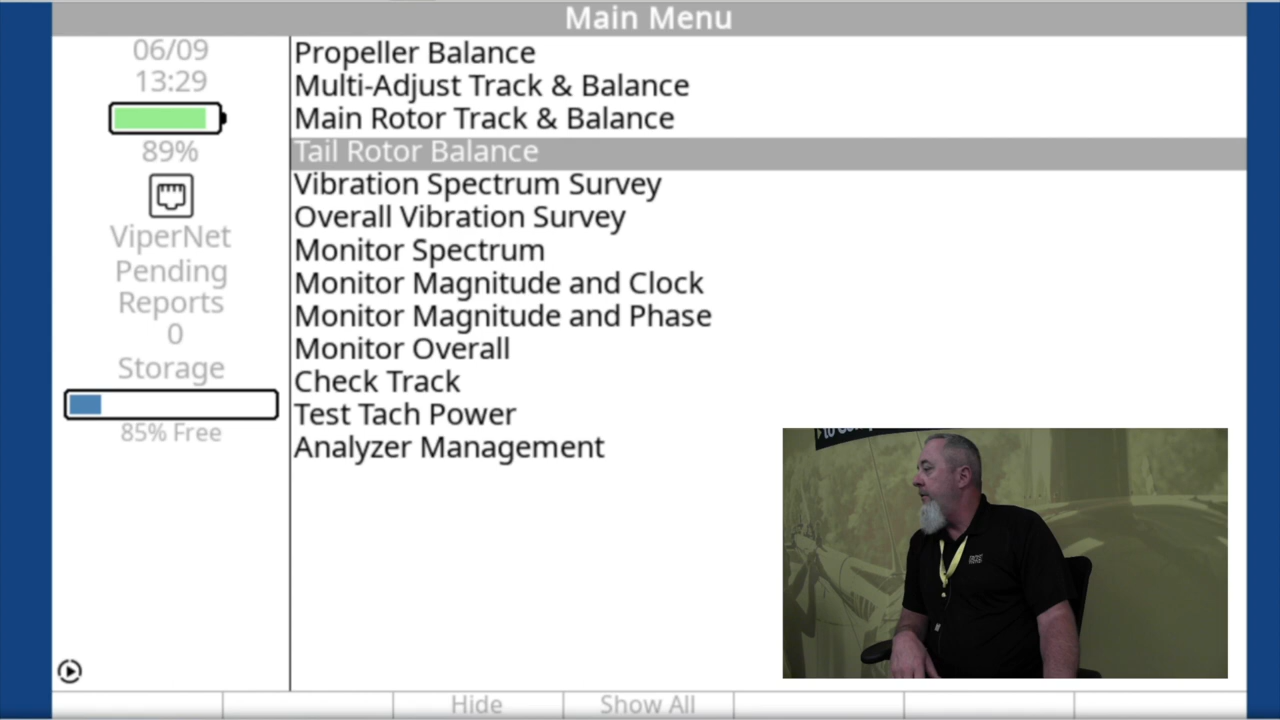 Main Menu
06/09
13:29
89%
ViperNet
Pending
Reports
0
Storage
85% Free
Propeller Balance
Multi-Adjust Track & Balance
Main Rotor Track & Balance
Tail Rotor Balance
Vibration Spectrum Survey
Overall Vibration Survey
Monitor Spectrum
Monitor Magnitude and Clock
Monitor Magnitude and Phase
Monitor Overall
Check Track
Test Tach Power
Analyzer Management
Hide
Show All